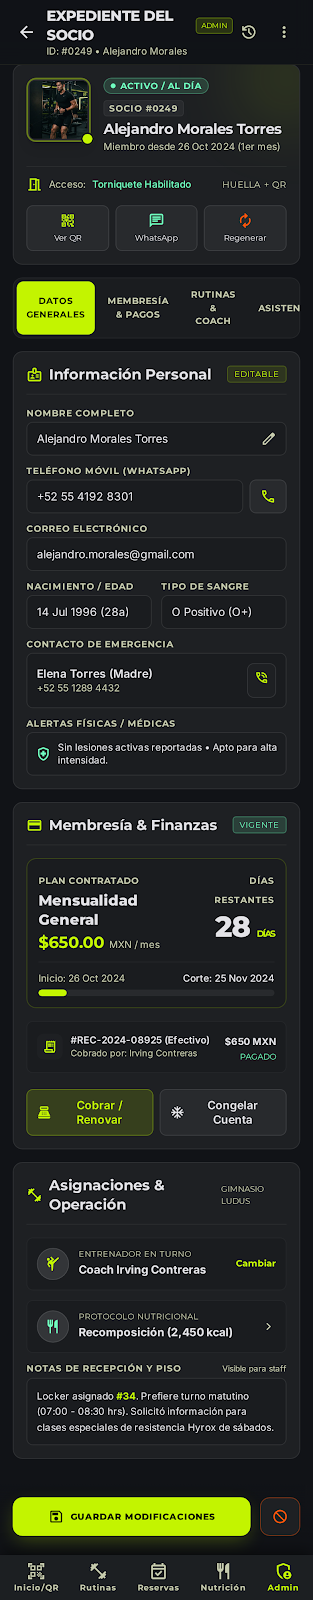 EXPEDIENTE DEL
SOCIO
ADMIN
ID: #0249 • Alejandro Morales
ACTIVO / AL DÍA
SOCIO #0249
Alejandro Morales Torres
Miembro desde 26 Oct 2024 (1er mes)
Acceso: Torniquete Habilitado
HUELLA + QR
Ver QR
WhatsApp
Regenerar
DATOS
GENERALES
MEMBRESÍA
& PAGOS
RUTINAS
&
COACH
ASISTEN
Información Personal
EDITABLE
NOMBRE COMPLETO
Alejandro Morales Torres
TELÉFONO MÓVIL (WHATSAPP)
+52 55 4192 8301
CORREO ELECTRÓNICO
alejandro.morales@gmail.com
NACIMIENTO / EDAD
TIPO DE SANGRE
14 Jul 1996 (28a)
O Positivo (O+)
CONTACTO DE EMERGENCIA
Elena Torres (Madre)
+52 55 1289 4432
ALERTAS FÍSICAS / MÉDICAS
Sin lesiones activas reportadas • Apto para alta
intensidad.
Membresía & Finanzas
VIGENTE
PLAN CONTRATADO
Mensualidad
General
$650.00 MXN / mes
DÍAS
RESTANTES
28 DÍAS
Inicio: 26 Oct 2024
Corte: 25 Nov 2024
#REC-2024-08925 (Efectivo)
Cobrado por: Irving Contreras
$650 MXN
PAGADO
Cobrar /
Renovar
Congelar
Cuenta
Asignaciones &
Operación
GIMNASIO
LUDUS
ENTRENADOR EN TURNO
Coach Irving Contreras
Cambiar
PROTOCOLO NUTRICIONAL
Recomposición (2,450 kcal)
NOTAS DE RECEPCIÓN Y PISO
Visible para staff
Locker asignado #34. Prefiere turno matutino
(07:00 - 08:30 hrs). Solicitó información para
clases especiales de resistencia Hyrox de sábados.
GUARDAR MODIFICACIONES
Inicio/QR
Rutinas
Reservas
Nutrición
Admin